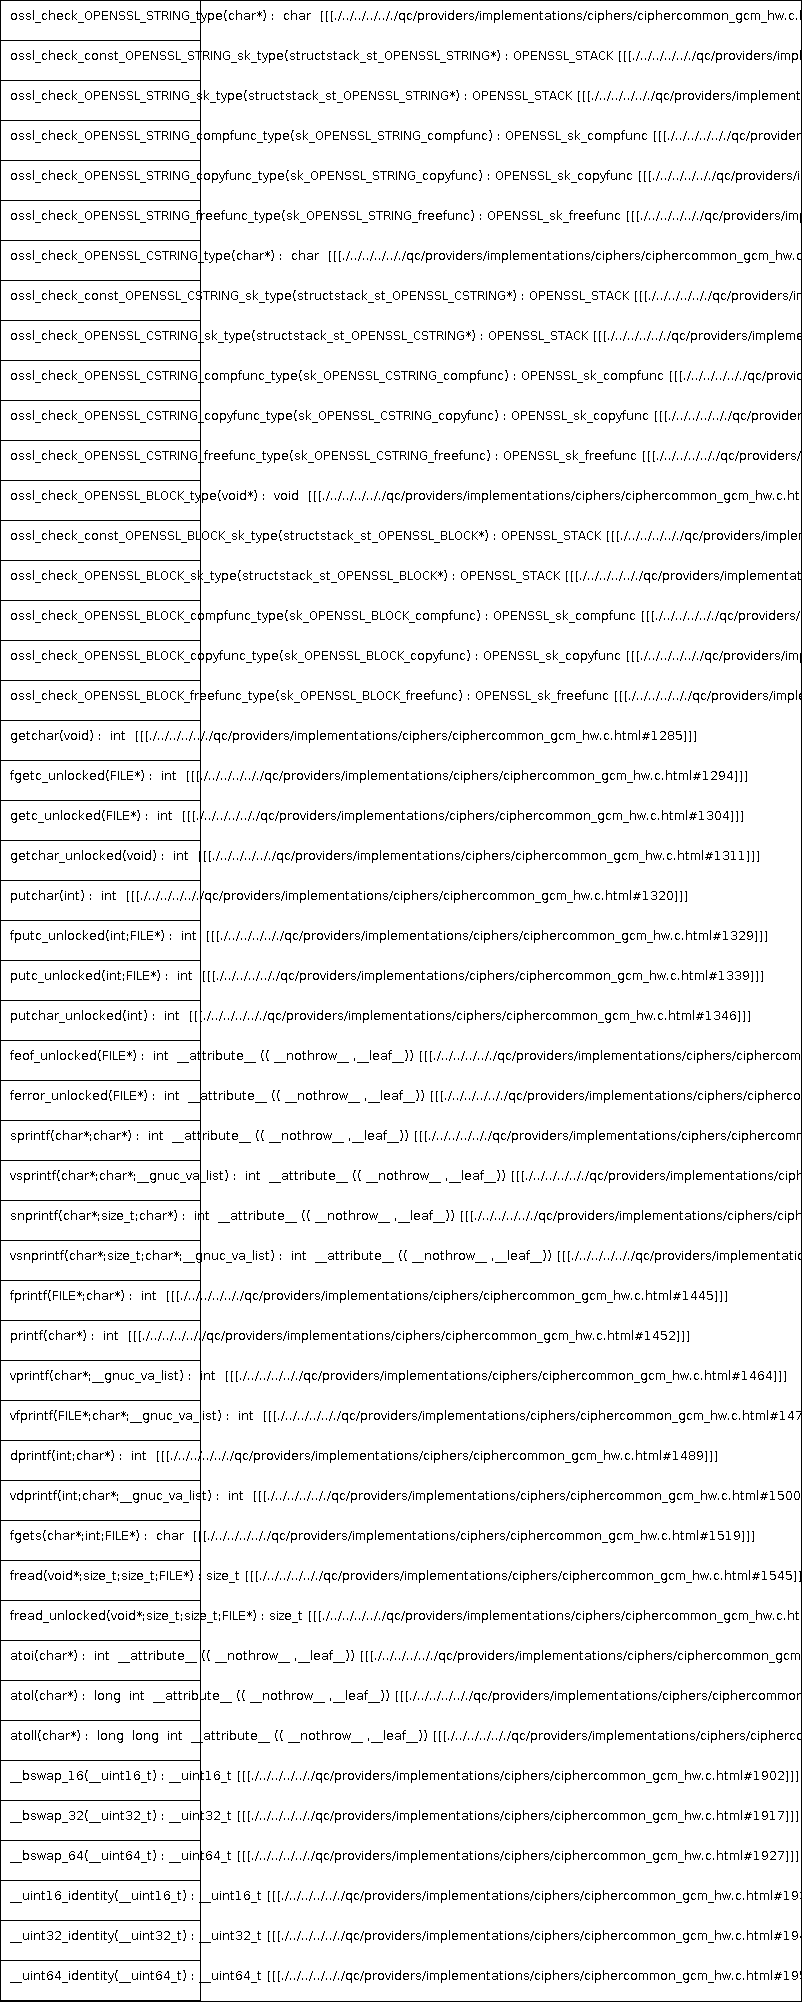 ossl_check_OPENSSL_STRING_type(char*) :  char  [[[./../../../../../qc/providers/implementations/ciphers/ciphercommon_gcm_hw.c.
ossl_check_const_OPENSSL_STRING_sk_type(structstack_st_OPENSSL_STRING*) : OPENSSL_STACK [[[./../../../../../qc/providers/impl
ossl_check_OPENSSL_STRING_sk_type(structstack_st_OPENSSL_STRING*) : OPENSSL_STACK [[[./../../../../../qc/providers/implement
ossl_check_OPENSSL_STRING_compfunc_type(sk_OPENSSL_STRING_compfunc) : OPENSSL_sk_compfunc [[[./../../../../../qc/provider
ossl_check_OPENSSL_STRING_copyfunc_type(sk_OPENSSL_STRING_copyfunc) : OPENSSL_sk_copyfunc [[[./../../../../../qc/providers/i
ossl_check_OPENSSL_STRING_freefunc_type(sk_OPENSSL_STRING_freefunc) : OPENSSL_sk_freefunc [[[./../../../../../qc/providers/im
ossl_check_OPENSSL_CSTRING_type(char*) :  char  [[[./../../../../../qc/providers/implementations/ciphers/ciphercommon_gcm_hw.c
ossl_check_const_OPENSSL_CSTRING_sk_type(structstack_st_OPENSSL_CSTRING*) : OPENSSL_STACK [[[./../../../../../qc/providers/i
ossl_check_OPENSSL_CSTRING_sk_type(structstack_st_OPENSSL_CSTRING*) : OPENSSL_STACK [[[./../../../../../qc/providers/impleme
ossl_check_OPENSSL_CSTRING_compfunc_type(sk_OPENSSL_CSTRING_compfunc) : OPENSSL_sk_compfunc [[[./../../../../../qc/provid
ossl_check_OPENSSL_CSTRING_copyfunc_type(sk_OPENSSL_CSTRING_copyfunc) : OPENSSL_sk_copyfunc [[[./../../../../../qc/provider
ossl_check_OPENSSL_CSTRING_freefunc_type(sk_OPENSSL_CSTRING_freefunc) : OPENSSL_sk_freefunc [[[./../../../../../qc/providers/
ossl_check_OPENSSL_BLOCK_type(void*) :  void  [[[./../../../../../qc/providers/implementations/ciphers/ciphercommon_gcm_hw.c.ht
ossl_check_const_OPENSSL_BLOCK_sk_type(structstack_st_OPENSSL_BLOCK*) : OPENSSL_STACK [[[./../../../../../qc/providers/imple
ossl_check_OPENSSL_BLOCK_sk_type(structstack_st_OPENSSL_BLOCK*) : OPENSSL_STACK [[[./../../../../../qc/providers/implementat
ossl_check_OPENSSL_BLOCK_compfunc_type(sk_OPENSSL_BLOCK_compfunc) : OPENSSL_sk_compfunc [[[./../../../../../qc/providers/
ossl_check_OPENSSL_BLOCK_copyfunc_type(sk_OPENSSL_BLOCK_copyfunc) : OPENSSL_sk_copyfunc [[[./../../../../../qc/providers/im
ossl_check_OPENSSL_BLOCK_freefunc_type(sk_OPENSSL_BLOCK_freefunc) : OPENSSL_sk_freefunc [[[./../../../../../qc/providers/imple
getchar(void) :  int  [[[./../../../../../qc/providers/implementations/ciphers/ciphercommon_gcm_hw.c.html#1285]]]
fgetc_unlocked(FILE*) :  int  [[[./../../../../../qc/providers/implementations/ciphers/ciphercommon_gcm_hw.c.html#1294]]]
getc_unlocked(FILE*) :  int  [[[./../../../../../qc/providers/implementations/ciphers/ciphercommon_gcm_hw.c.html#1304]]]
getchar_unlocked(void) :  int  [[[./../../../../../qc/providers/implementations/ciphers/ciphercommon_gcm_hw.c.html#1311]]]
putchar(int) :  int  [[[./../../../../../qc/providers/implementations/ciphers/ciphercommon_gcm_hw.c.html#1320]]]
fputc_unlocked(int;FILE*) :  int  [[[./../../../../../qc/providers/implementations/ciphers/ciphercommon_gcm_hw.c.html#1329]]]
putc_unlocked(int;FILE*) :  int  [[[./../../../../../qc/providers/implementations/ciphers/ciphercommon_gcm_hw.c.html#1339]]]
putchar_unlocked(int) :  int  [[[./../../../../../qc/providers/implementations/ciphers/ciphercommon_gcm_hw.c.html#1346]]]
feof_unlocked(FILE*) :  int  __attribute__ (( __nothrow__ ,__leaf__)) [[[./../../../../../qc/providers/implementations/ciphers/ciphercom
ferror_unlocked(FILE*) :  int  __attribute__ (( __nothrow__ ,__leaf__)) [[[./../../../../../qc/providers/implementations/ciphers/cipherco
sprintf(char*;char*) :  int  __attribute__ (( __nothrow__ ,__leaf__)) [[[./../../../../../qc/providers/implementations/ciphers/ciphercomm
vsprintf(char*;char*;__gnuc_va_list) :  int  __attribute__ (( __nothrow__ ,__leaf__)) [[[./../../../../../qc/providers/implementations/ciph
snprintf(char*;size_t;char*) :  int  __attribute__ (( __nothrow__ ,__leaf__)) [[[./../../../../../qc/providers/implementations/ciphers/ciph
vsnprintf(char*;size_t;char*;__gnuc_va_list) :  int  __attribute__ (( __nothrow__ ,__leaf__)) [[[./../../../../../qc/providers/implementatio
fprintf(FILE*;char*) :  int  [[[./../../../../../qc/providers/implementations/ciphers/ciphercommon_gcm_hw.c.html#1445]]]
printf(char*) :  int  [[[./../../../../../qc/providers/implementations/ciphers/ciphercommon_gcm_hw.c.html#1452]]]
vprintf(char*;__gnuc_va_list) :  int  [[[./../../../../../qc/providers/implementations/ciphers/ciphercommon_gcm_hw.c.html#1464]]]
vfprintf(FILE*;char*;__gnuc_va_list) :  int  [[[./../../../../../qc/providers/implementations/ciphers/ciphercommon_gcm_hw.c.html#147
dprintf(int;char*) :  int  [[[./../../../../../qc/providers/implementations/ciphers/ciphercommon_gcm_hw.c.html#1489]]]
vdprintf(int;char*;__gnuc_va_list) :  int  [[[./../../../../../qc/providers/implementations/ciphers/ciphercommon_gcm_hw.c.html#1500
fgets(char*;int;FILE*) :  char  [[[./../../../../../qc/providers/implementations/ciphers/ciphercommon_gcm_hw.c.html#1519]]]
fread(void*;size_t;size_t;FILE*) : size_t [[[./../../../../../qc/providers/implementations/ciphers/ciphercommon_gcm_hw.c.html#1545]]
fread_unlocked(void*;size_t;size_t;FILE*) : size_t [[[./../../../../../qc/providers/implementations/ciphers/ciphercommon_gcm_hw.c.ht
atoi(char*) :  int  __attribute__ (( __nothrow__ ,__leaf__)) [[[./../../../../../qc/providers/implementations/ciphers/ciphercommon_gcm
atol(char*) :  long  int  __attribute__ (( __nothrow__ ,__leaf__)) [[[./../../../../../qc/providers/implementations/ciphers/ciphercommon
atoll(char*) :  long  long  int  __attribute__ (( __nothrow__ ,__leaf__)) [[[./../../../../../qc/providers/implementations/ciphers/cipherco
__bswap_16(__uint16_t) : __uint16_t [[[./../../../../../qc/providers/implementations/ciphers/ciphercommon_gcm_hw.c.html#1902]]]
__bswap_32(__uint32_t) : __uint32_t [[[./../../../../../qc/providers/implementations/ciphers/ciphercommon_gcm_hw.c.html#1917]]]
__bswap_64(__uint64_t) : __uint64_t [[[./../../../../../qc/providers/implementations/ciphers/ciphercommon_gcm_hw.c.html#1927]]]
__uint16_identity(__uint16_t) : __uint16_t [[[./../../../../../qc/providers/implementations/ciphers/ciphercommon_gcm_hw.c.html#193
__uint32_identity(__uint32_t) : __uint32_t [[[./../../../../../qc/providers/implementations/ciphers/ciphercommon_gcm_hw.c.html#194
__uint64_identity(__uint64_t) : __uint64_t [[[./../../../../../qc/providers/implementations/ciphers/ciphercommon_gcm_hw.c.html#195